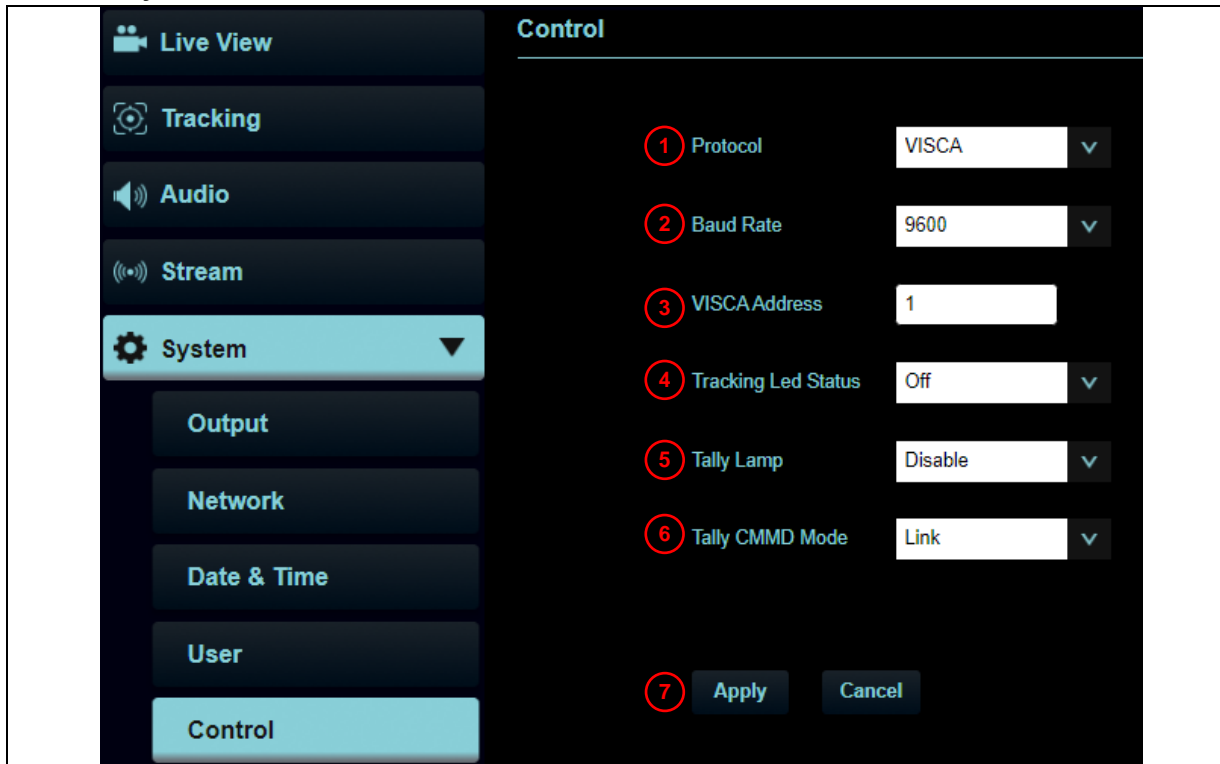 Live View
Tracking
Audio
Stream
System
Output
Network
Date & Time
User
Control
Control
1 Protocol VISCA
2 Baud Rate 9600
3 VISCA Address 1
4 Tracking Led Status Off
5 Tally Lamp Disable
6 Tally CMMD Mode Link
7 Apply Cancel